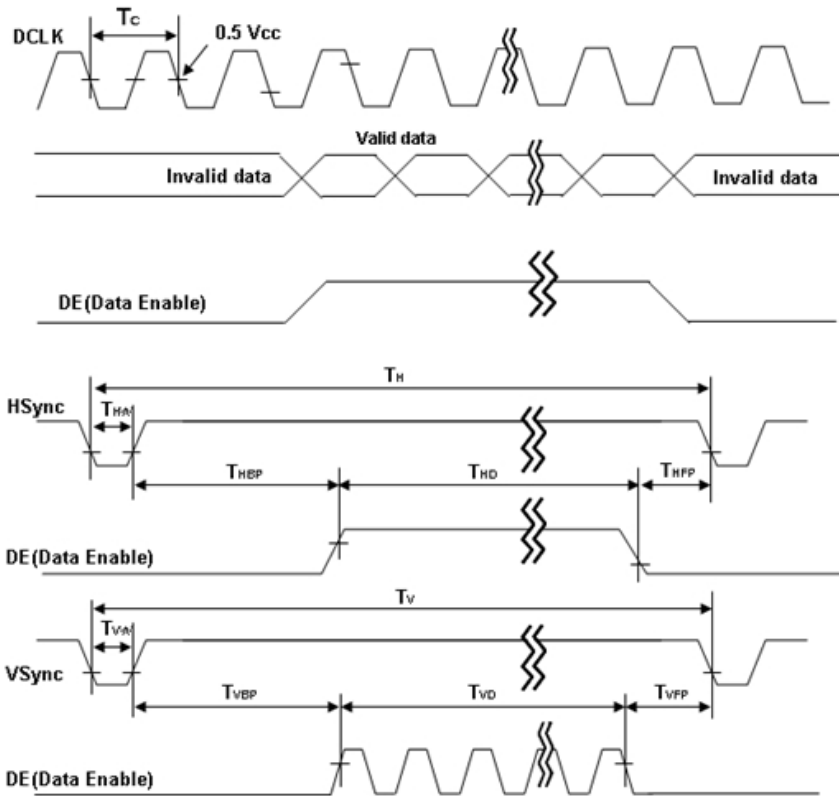 Tc
DCLK
0.5 Vcc
Valid data
Invalid data
Invalid data
DE(Data Enable)
TH
HSync
THW
THBP
THD
THFP
DE(Data Enable)
TV
TVW
VSync
TVBP
TVD
TVFP
DE(Data Enable)